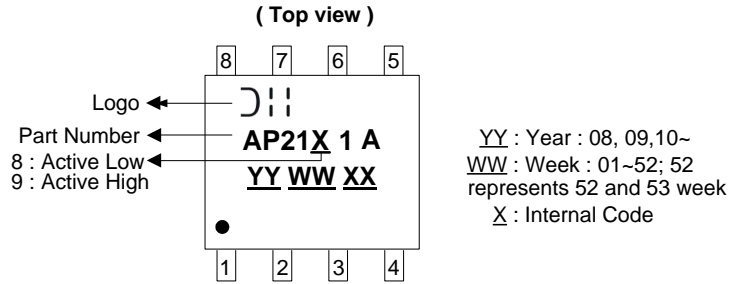 ( Top view )
8 7 6 5
Logo
Part Number
8 : Active Low
9 : Active High
AP21X 1 A
YY WW XX
1 2 3 4
YY : Year : 08, 09,10~
WW : Week : 01~52; 52
represents 52 and 53 week
X : Internal Code